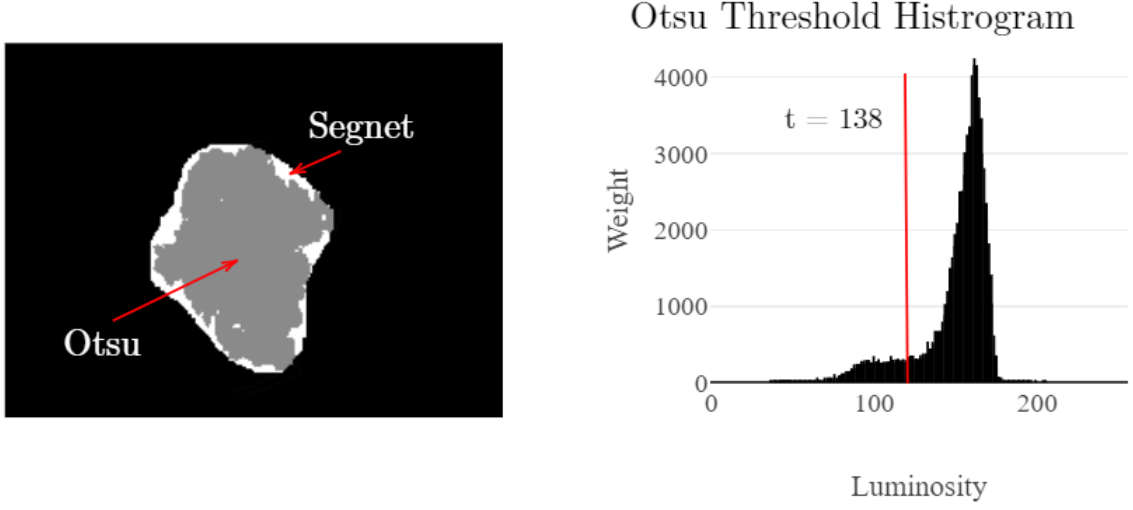 Segnet
Otsu
Otsu Threshold Histrogram
t = 138
Weight
4000
3000
2000
1000
0
0 100 200
Luminosity